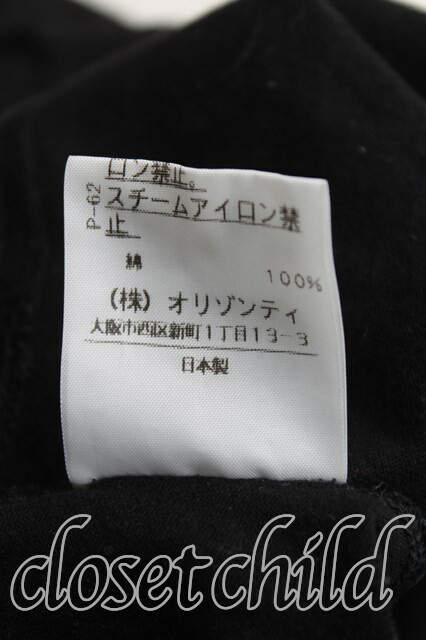 ロン禁止。
P-62
スチームアイロン禁
止
綿
100%
(株) オリゾンティ
大阪市西区新町1丁目13-3
日本製
closet child